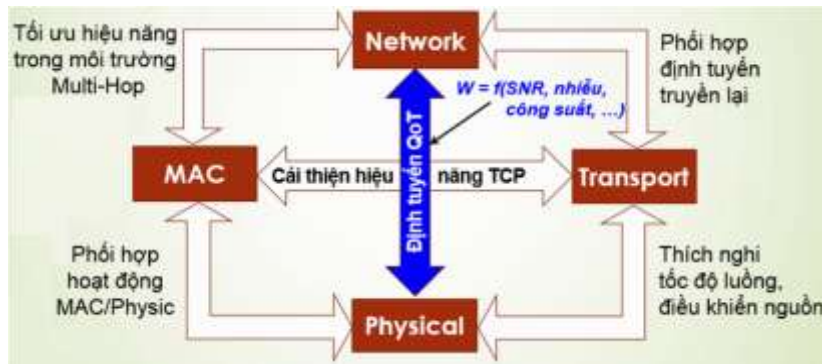 Tối ưu hiệu năng
trong môi trường
Multi-Hop
Network
Phối hợp
định tuyến
truyền lại
W = f(SNR, nhiễu,
công suất, ...)
MAC
Cải thiện hiệu năng TCP
Định tuyến QoT
Transport
Phối hợp
hoạt động
MAC/Physic
Physical
Thích nghi
tốc độ luồng,
điều khiển nguồn